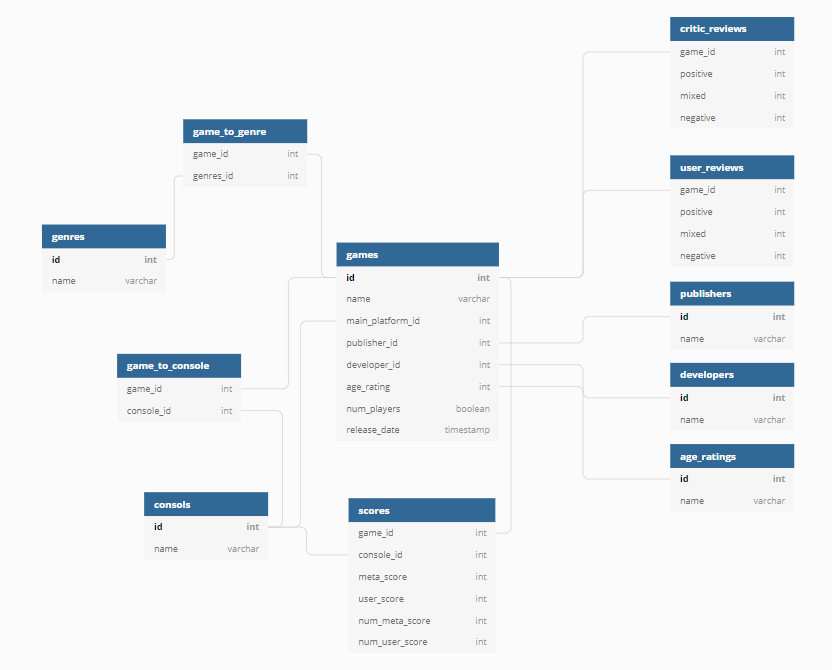 critic_reviews
game_id int
positive int
mixed int
negative int
game_to_genre
game_id int
genres_id int
user_reviews
game_id int
positive int
mixed int
negative int
genres
id int
name varchar
games
id int
name varchar
main_platform_id int
publisher_id int
developer_id int
age_rating int
num_players boolean
release_date timestamp
publishers
id int
name varchar
game_to_console
game_id int
console_id int
developers
id int
name varchar
age_ratings
id int
name varchar
consols
id int
name varchar
scores
game_id int
console_id int
meta_score int
user_score int
num_meta_score int
num_user_score int